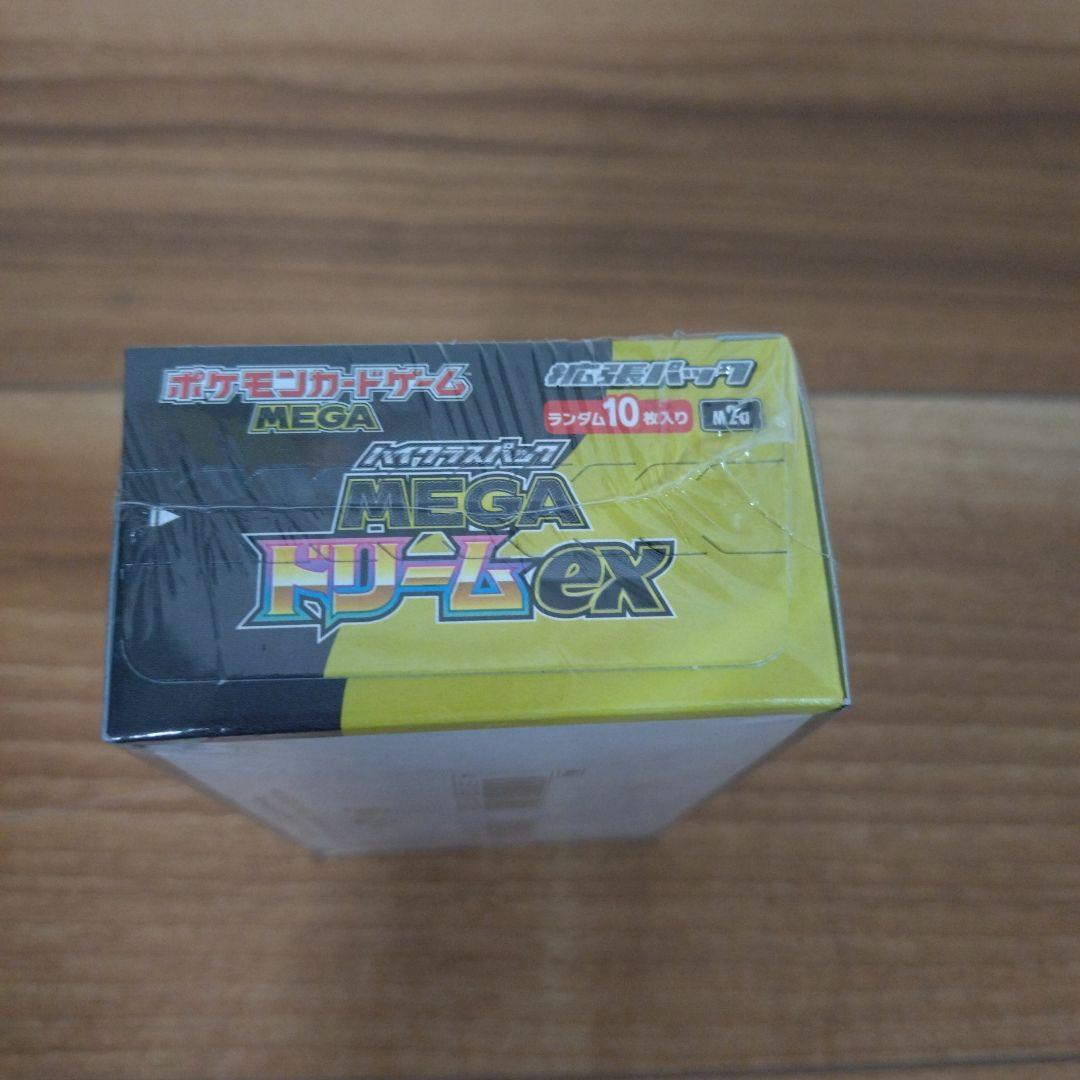 ポケモンカードゲーム
MEGA
拡張パック
ランダム10枚入り
M2a
ハイクラスパック
MEGA
ドリームex